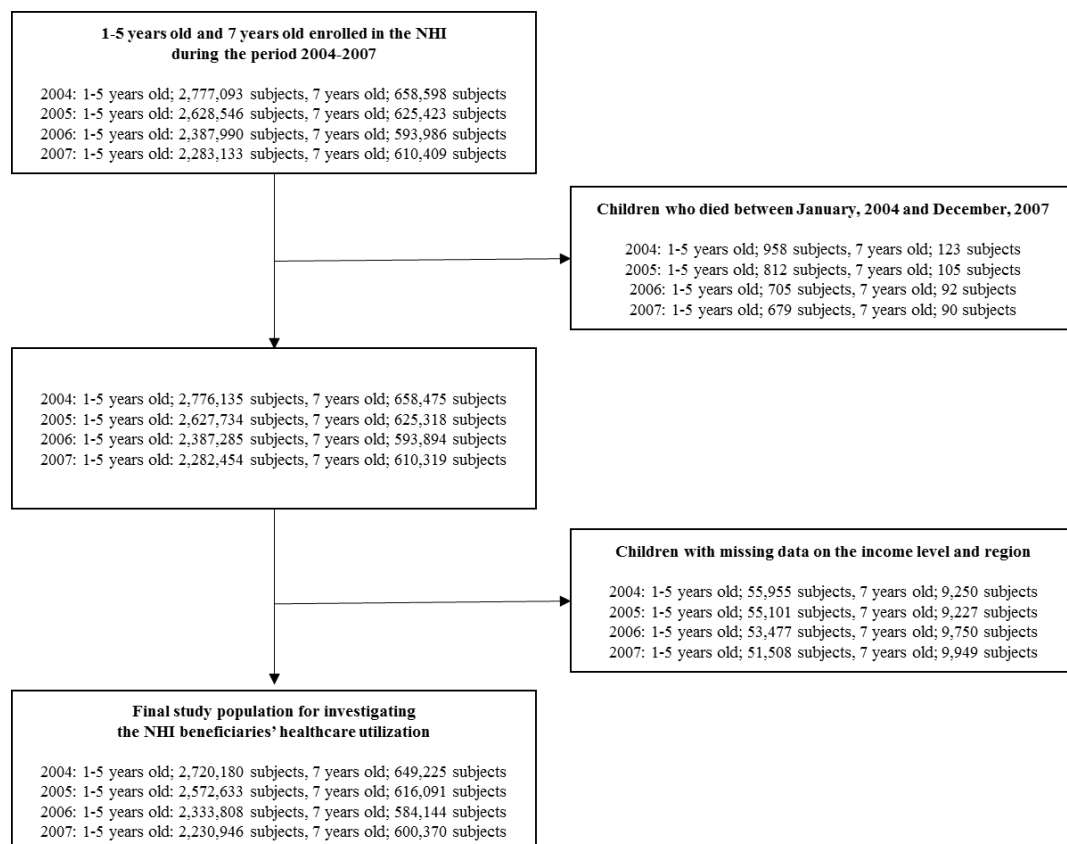 1-5 years old and 7 years old enrolled in the NHI
during the period 2004-2007
2004: 1-5 years old; 2,777,093 subjects, 7 years old; 658,598 subjects
2005: 1-5 years old: 2,628,546 subjects, 7 years old; 625,423 subjects
2006: 1-5 years old: 2,387,990 subjects, 7 years old; 593,986 subjects
2007: 1-5 years old: 2,283,133 subjects, 7 years old; 610,409 subjects
Children who died between January, 2004 and December, 2007
2004: 1-5 years old; 958 subjects, 7 years old; 123 subjects
2005: 1-5 years old; 812 subjects, 7 years old; 105 subjects
2006: 1-5 years old; 705 subjects, 7 years old; 92 subjects
2007: 1-5 years old; 679 subjects, 7 years old; 90 subjects
2004: 1-5 years old; 2,776,135 subjects, 7 years old; 658,475 subjects
2005: 1-5 years old: 2,627,734 subjects, 7 years old; 625,318 subjects
2006: 1-5 years old: 2,387,285 subjects, 7 years old; 593,894 subjects
2007: 1-5 years old: 2,282,454 subjects, 7 years old; 610,319 subjects
Children with missing data on the income level and region
2004: 1-5 years old; 55,955 subjects, 7 years old; 9,250 subjects
2005: 1-5 years old; 55,101 subjects, 7 years old; 9,227 subjects
2006: 1-5 years old; 53,477 subjects, 7 years old; 9,750 subjects
2007: 1-5 years old; 51,508 subjects, 7 years old; 9,949 subjects
Final study population for investigating
the NHI beneficiaries' healthcare utilization
2004: 1-5 years old; 2,720,180 subjects, 7 years old; 649,225 subjects
2005: 1-5 years old: 2,572,633 subjects, 7 years old; 616,091 subjects
2006: 1-5 years old: 2,333,808 subjects, 7 years old; 584,144 subjects
2007: 1-5 years old: 2,230,946 subjects, 7 years old; 600,370 subjects